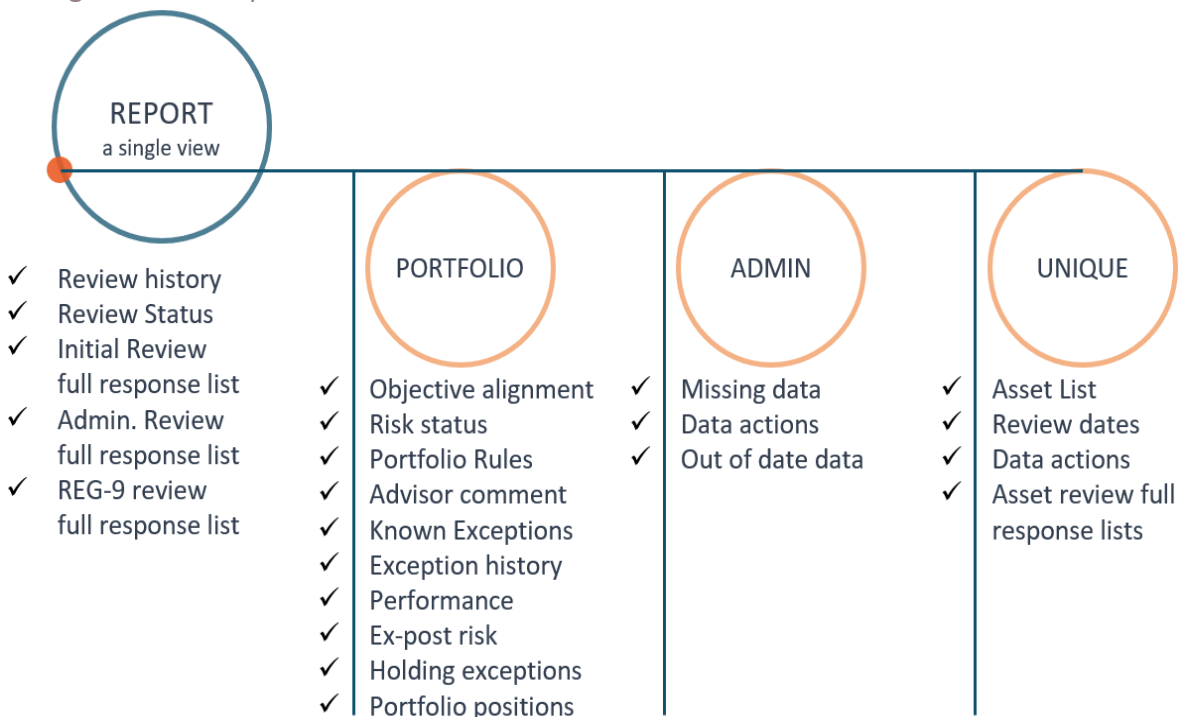 REPORT
a single view
✓ Review history
✓ Review Status
✓ Initial Review
full response list
✓ Admin. Review
full response list
✓ REG-9 review
full response list
PORTFOLIO
✓ Objective alignment
✓ Risk status
✓ Portfolio Rules
✓ Advisor comment
✓ Known Exceptions
✓ Exception history
✓ Performance
✓ Ex-post risk
✓ Holding exceptions
✓ Portfolio positions
ADMIN
✓ Missing data
✓ Data actions
✓ Out of date data
UNIQUE
✓ Asset List
✓ Review dates
✓ Data actions
✓ Asset review full
response lists